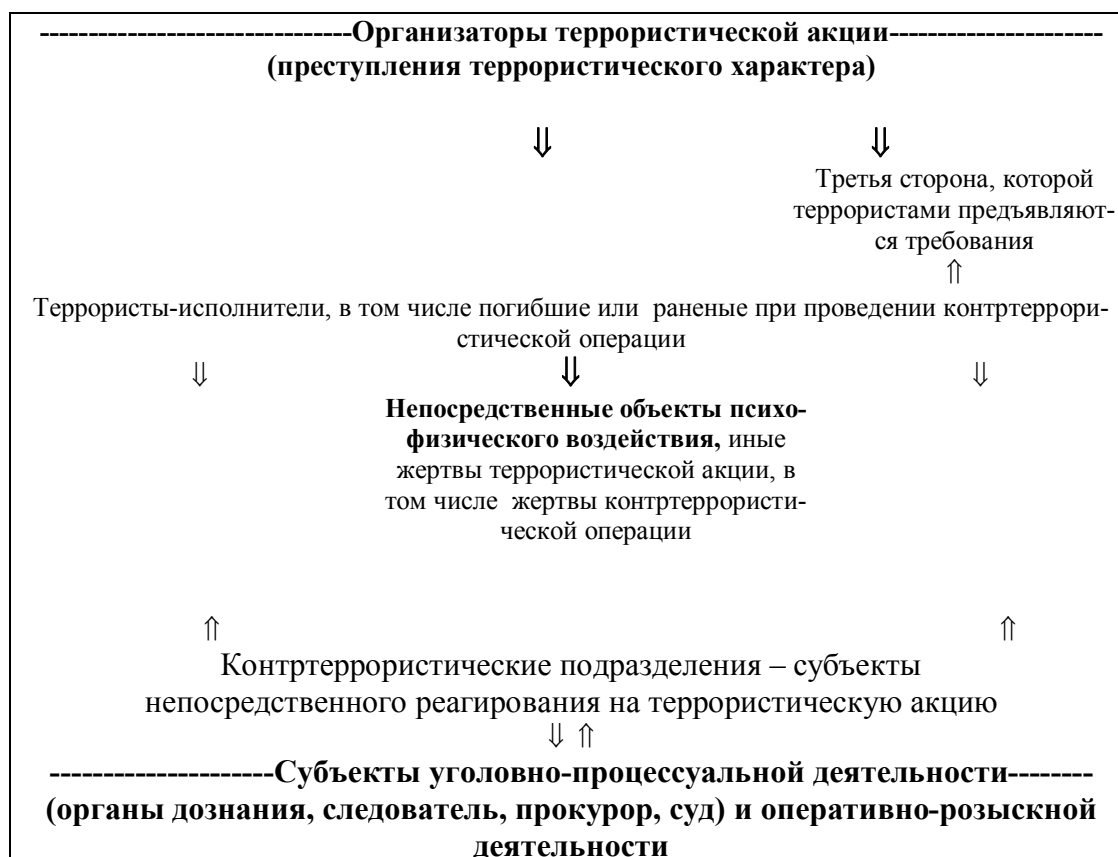 --------------------------------Организаторы террористической акции----------------------
(преступления террористического характера)
⇓ ⇓
Третья сторона, которой
террористами предъявляют-
ся требования
⇑
Террористы-исполнители, в том числе погибшие или раненые при проведении контртеррори-
стической операции
⇓ ⇓ ⇓
Непосредственные объекты психо-
физического воздействия, иные
жертвы террористической акции, в
том числе жертвы контртеррористи-
ческой операции
⇑ ⇑
Контртеррористические подразделения – субъекты
непосредственного реагирования на террористическую акцию
⇓ ⇑
---------------------Субъекты уголовно-процессуальной деятельности--------
(органы дознания, следователь, прокурор, суд) и оперативно-розыскной
деятельности